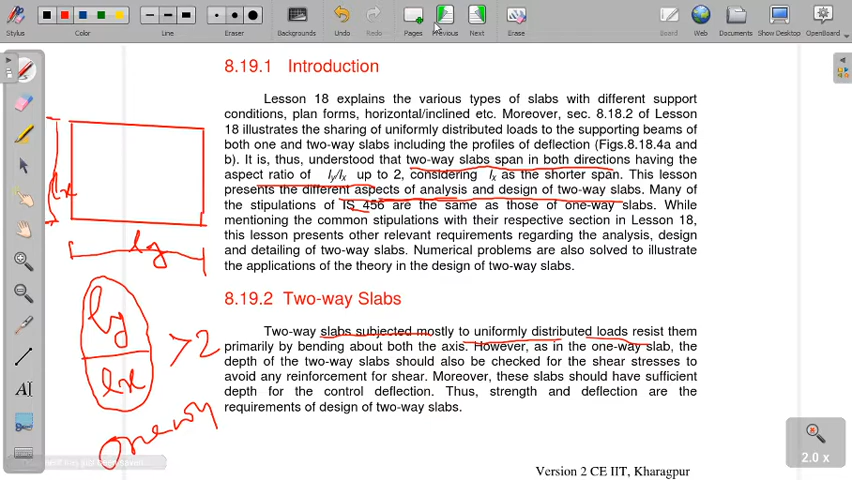 Stylus Color Line Eraser Backgrounds Undo Redo Pages Previous Next Erase Board Web Documents Show Desktop OpenBoard
8.19.1 Introduction
Lesson 18 explains the various types of slabs with different support
conditions, plan forms, horizontal/inclined etc. Moreover, sec. 8.18.2 of Lesson
18 illustrates the sharing of uniformly distributed loads to the supporting beams of
both one and two-way slabs including the profiles of deflection (Figs.8.18.4a and
b). It is, thus, understood that two-way slabs span in both directions having the
aspect ratio of ly/lx up to 2, considering lx as the shorter span. This lesson
presents the different aspects of analysis and design of two-way slabs. Many of
the stipulations of IS 456 are the same as those of one-way slabs. While
mentioning the common stipulations with their respective section in Lesson 18,
this lesson presents other relevant requirements regarding the analysis, design
and detailing of two-way slabs. Numerical problems are also solved to illustrate
the applications of the theory in the design of two-way slabs.
lx
ly
8.19.2 Two-way Slabs
Two-way slabs subjected mostly to uniformly distributed loads resist them
primarily by bending about both the axis. However, as in the one-way slab, the
depth of the two-way slabs should also be checked for the shear stresses to
avoid any reinforcement for shear. Moreover, these slabs should have sufficient
depth for the control deflection. Thus, strength and deflection are the
requirements of design of two-way slabs.
ly
lx
>2
one way
Version 2 CE IIT, Kharagpur
2.0 x